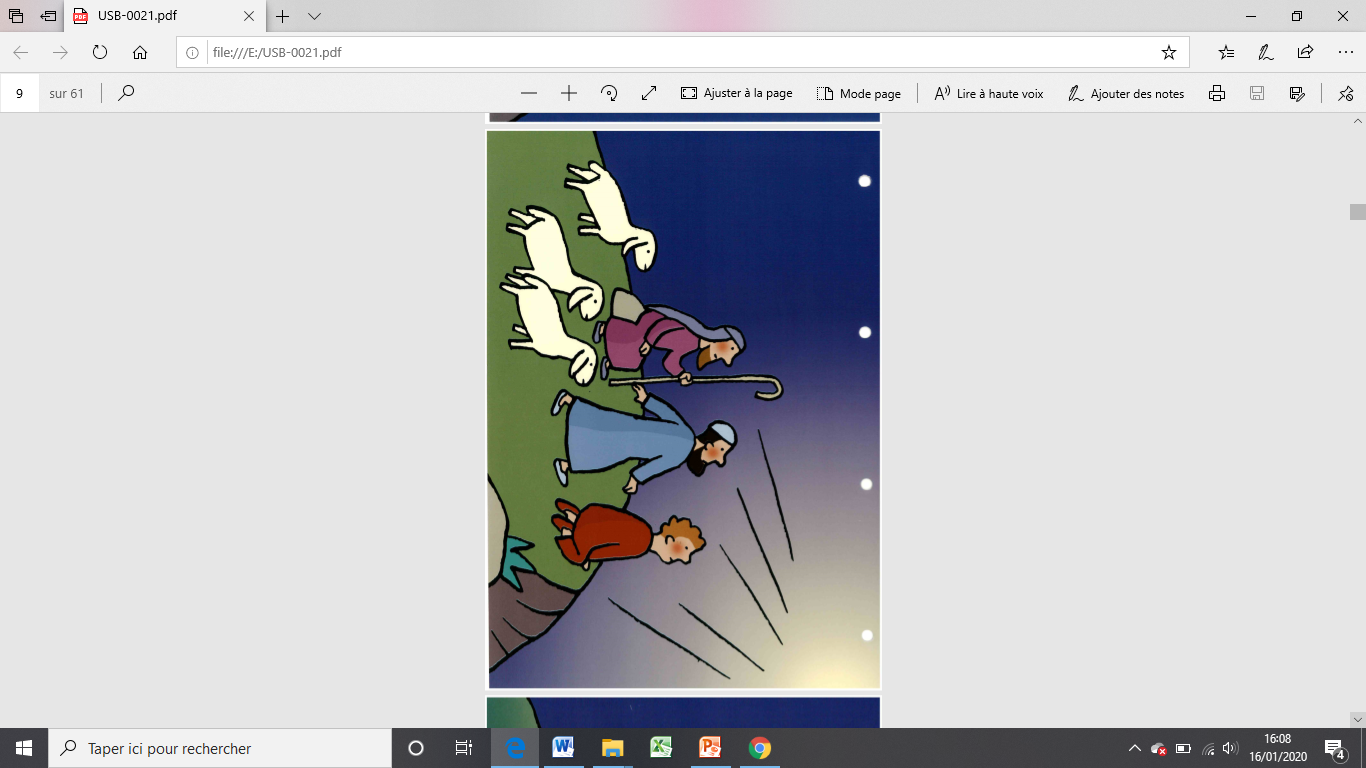 USB-0021.pdf
file:///E:/USB-0021.pdf
9 sur 61 Ajuster à la page Mode page Lire à haute voix Ajouter des notes
Taper ici pour rechercher
16:08
16/01/2020
4